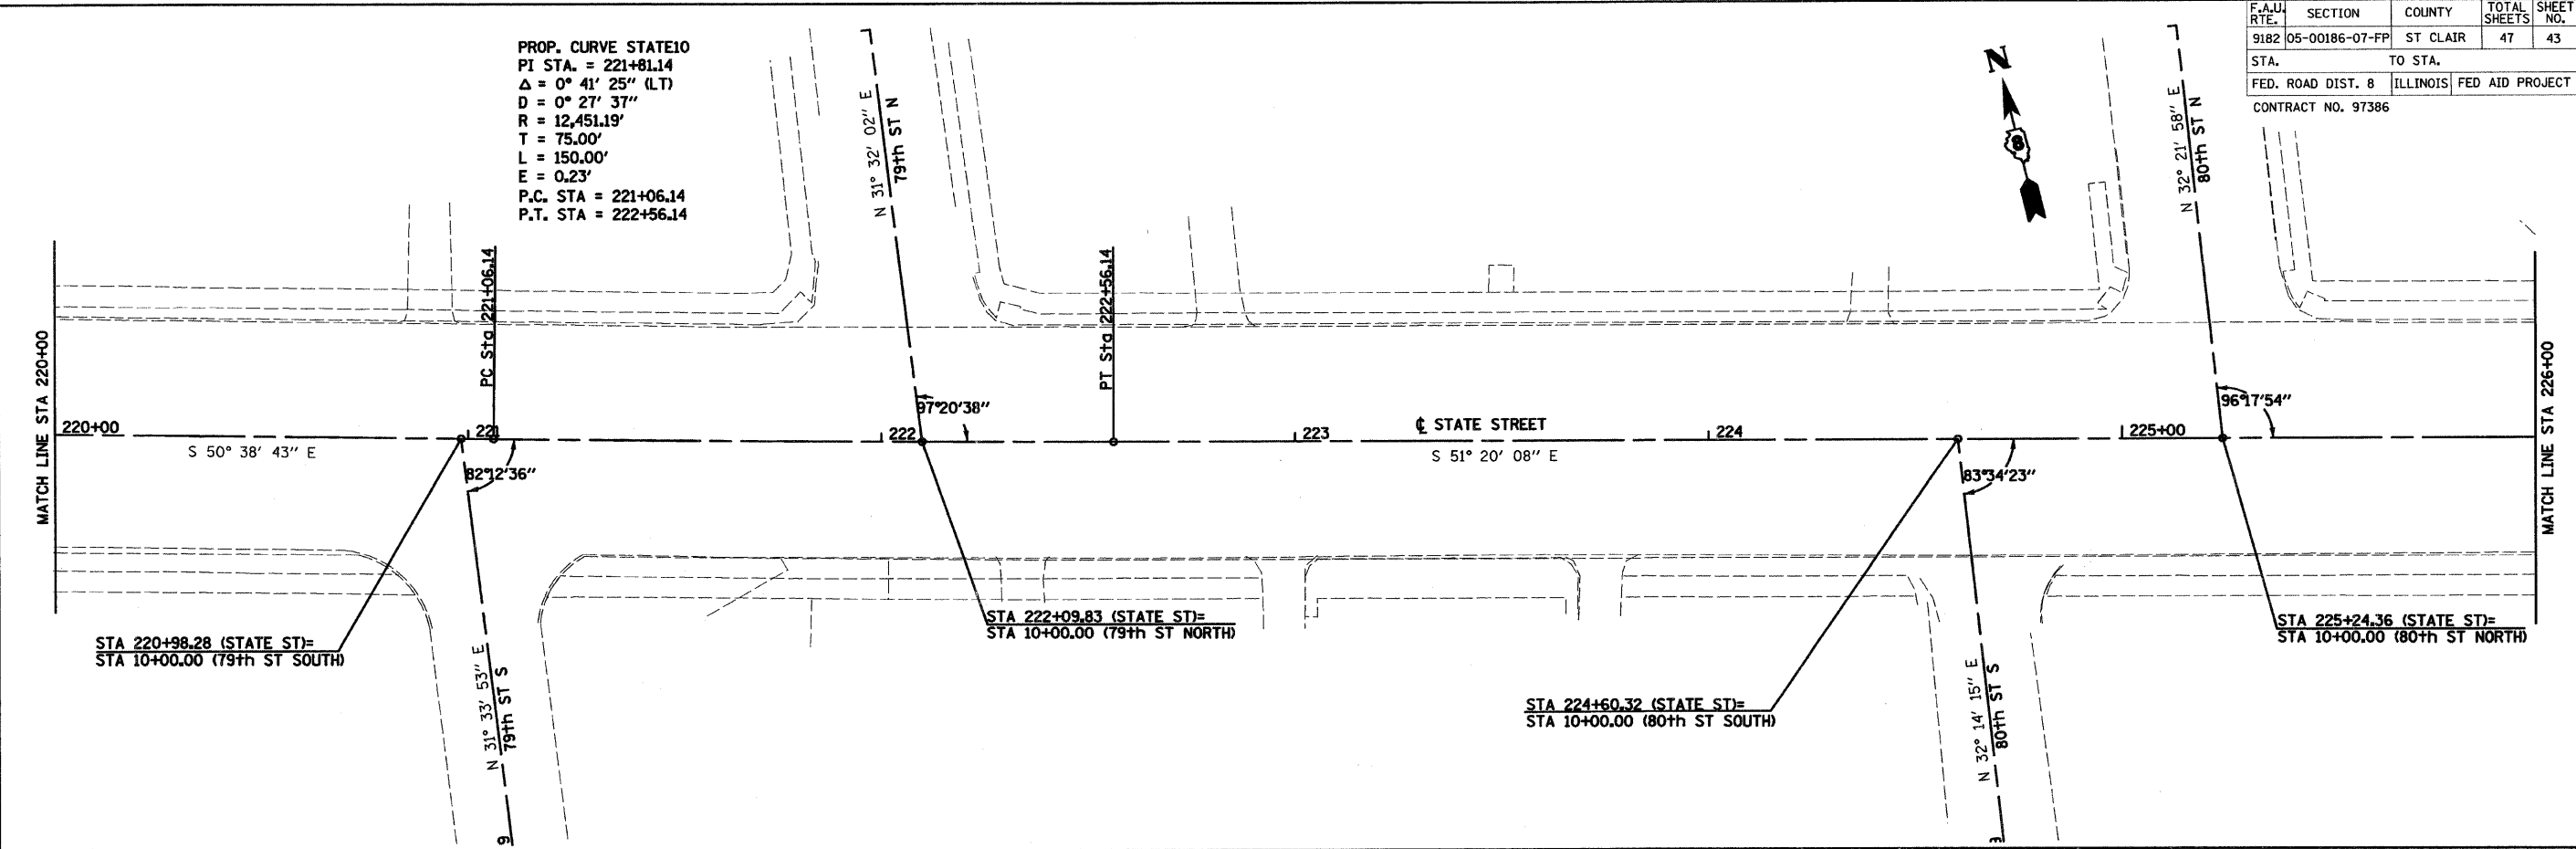 F.A.U. RTE. SECTION COUNTY TOTAL SHEETS SHEET NO.
9182 05-00186-07-FP ST CLAIR 47 43
STA. TO STA.
FED. ROAD DIST. 8 ILLINOIS FED AID PROJECT
CONTRACT NO. 97386
PROP. CURVE STATE10
PI STA. = 221+81.14
Δ = 0° 41' 25" (LT)
D = 0° 27' 37"
R = 12,451.19'
T = 75.00'
L = 150.00'
E = 0.23'
P.C. STA = 221+06.14
P.T. STA = 222+56.14
N 31° 32' 02" E
79th ST N
N
8
N 32° 21' 58" E
80th ST N
MATCH LINE STA 220+00
PC Sta 221+06.14
PT Sta 222+56.14
MATCH LINE STA 226+00
97°20'38"
96°17'54"
220+00
221
222
223
℄ STATE STREET
224
225+00
S 50° 38' 43" E
S 51° 20' 08" E
82°12'36"
83°34'23"
STA 220+98.28 (STATE ST)=
STA 10+00.00 (79th ST SOUTH)
STA 222+09.83 (STATE ST)=
STA 10+00.00 (79th ST NORTH)
STA 225+24.36 (STATE ST)=
STA 10+00.00 (80th ST NORTH)
STA 224+60.32 (STATE ST)=
STA 10+00.00 (80th ST SOUTH)
N 31° 33' 53" E
79th ST S
N 32° 14' 15" E
80th ST S
9